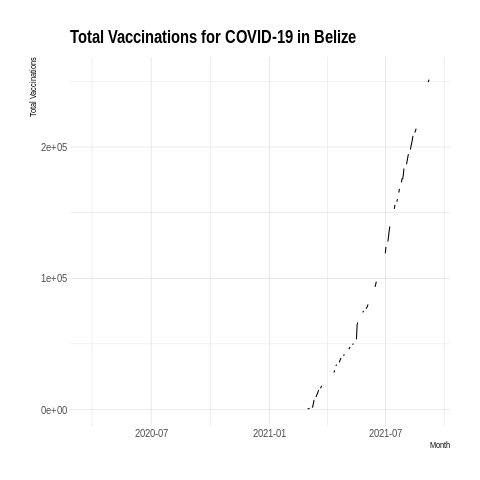 Total Vaccinations for COVID-19 in Belize
Total Vaccinations
2e+05
1e+05
0e+00
2020-07
2021-01
2021-07
Month